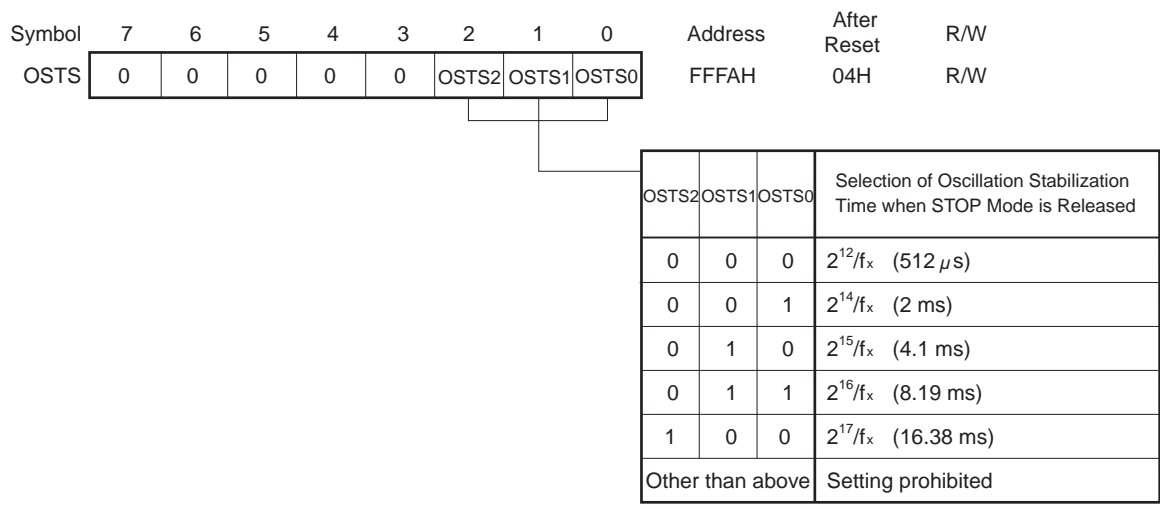 Symbol 7 6 5 4 3 2 1 0 Address After Reset R/W
OSTS 0 0 0 0 0 OSTS2 OSTS1 OSTS0 FFFAH 04H R/W
OSTS2 OSTS1 OSTS0 Selection of Oscillation Stabilization
Time when STOP Mode is Released
0 0 0 2^12/fx (512 μs)
0 0 1 2^14/fx (2 ms)
0 1 0 2^15/fx (4.1 ms)
0 1 1 2^16/fx (8.19 ms)
1 0 0 2^17/fx (16.38 ms)
Other than above Setting prohibited